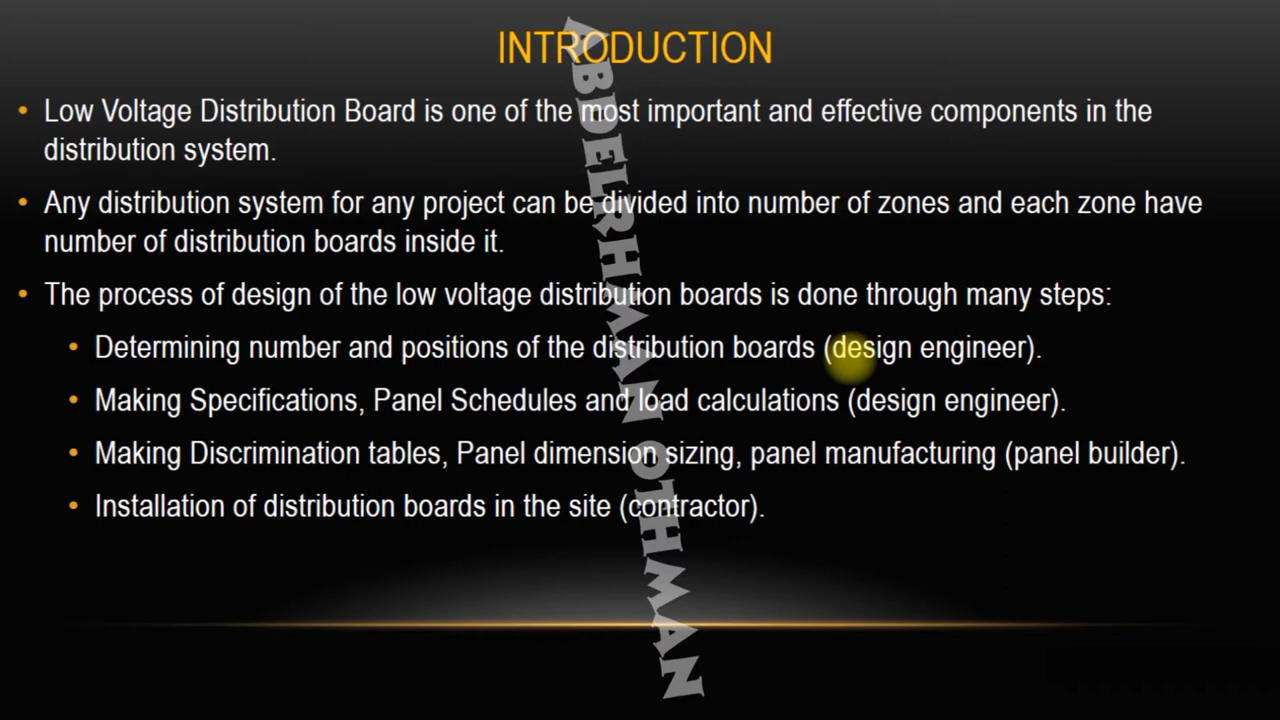 INTRODUCTION
• Low Voltage Distribution Board is one of the most important and effective components in the
distribution system.
• Any distribution system for any project can be divided into number of zones and each zone have
number of distribution boards inside it.
• The process of design of the low voltage distribution boards is done through many steps:
• Determining number and positions of the distribution boards (design engineer).
• Making Specifications, Panel Schedules and load calculations (design engineer).
• Making Discrimination tables, Panel dimension sizing, panel manufacturing (panel builder).
• Installation of distribution boards in the site (contractor).
ABDELRHMAN OTHMAN